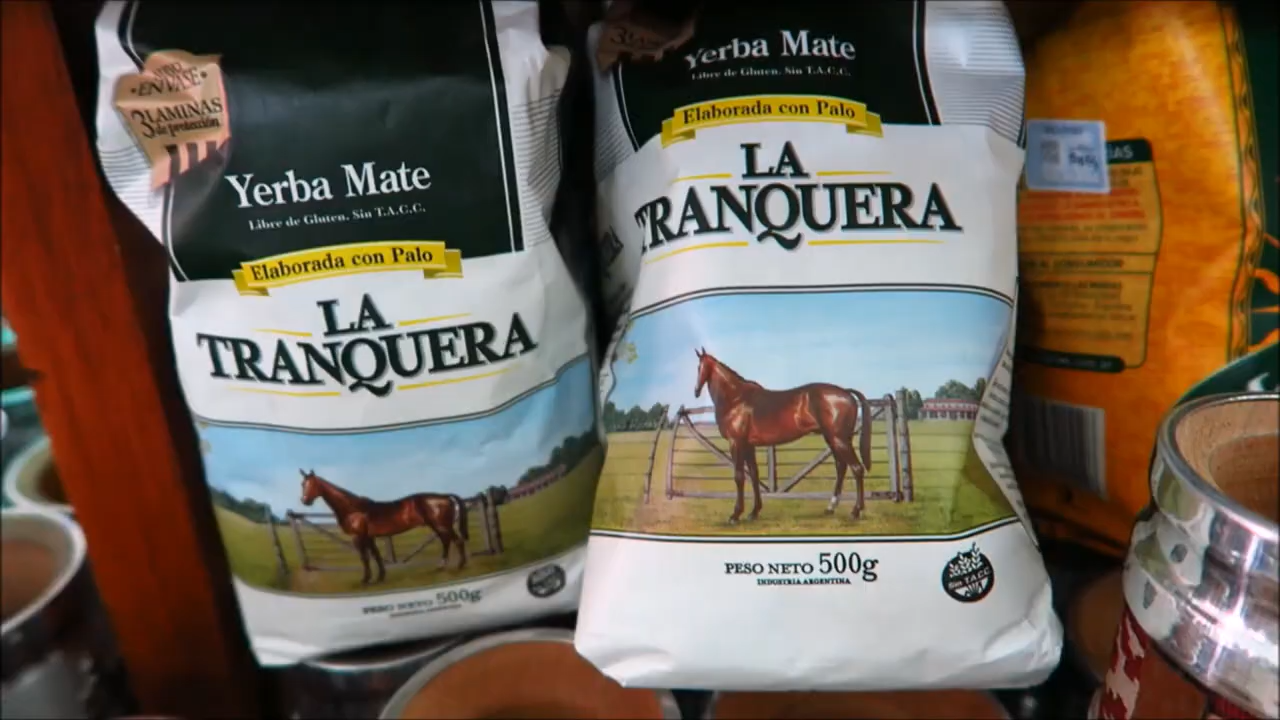 ENVASE
3 LAMINAS
de protección
Yerba Mate
Libre de Gluten. Sin T.A.C.C.
Elaborada con Palo
LA
TRANQUERA
PESO NETO 500g
Yerba Mate
Libre de Gluten. Sin T.A.C.C.
Elaborada con Palo
LA
TRANQUERA
PESO NETO 500g
INDUSTRIA ARGENTINA
Sin T.A.C.C.